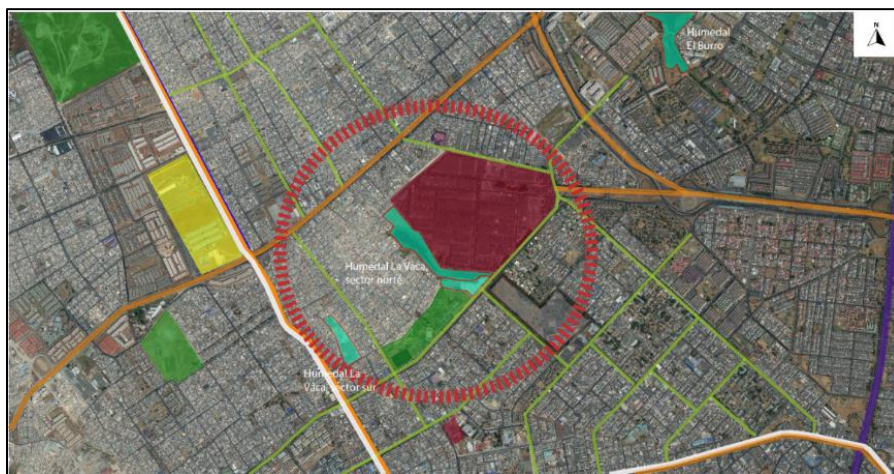 N
Humedal
El Burro
Humedal La Vaca,
sector norte
Humedal La
Vaca, sector sur